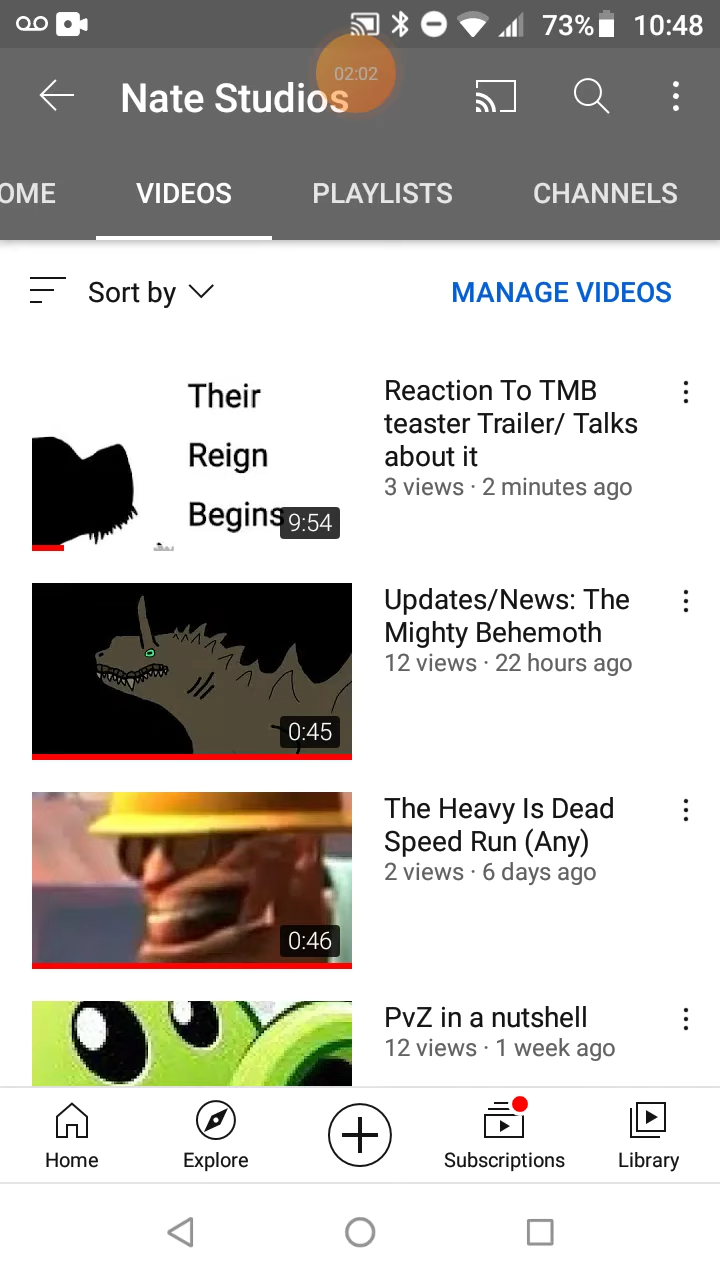 73% 10:48
Nate Studios
02:02
OME VIDEOS PLAYLISTS CHANNELS
Sort by MANAGE VIDEOS
Their
Reign
Begins
9:54
Reaction To TMB
teaster Trailer/ Talks
about it
3 views · 2 minutes ago
0:45
Updates/News: The
Mighty Behemoth
12 views · 22 hours ago
0:46
The Heavy Is Dead
Speed Run (Any)
2 views · 6 days ago
PvZ in a nutshell
12 views · 1 week ago
Home Explore Subscriptions Library